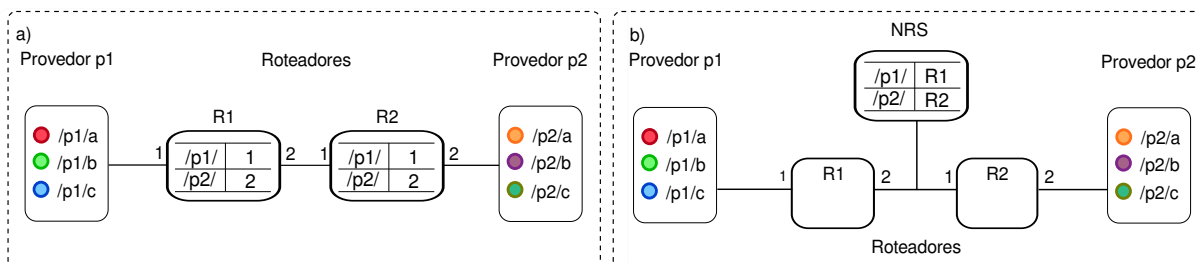 a)
Provedor p1
Roteadores
Provedor p2
R1
R2
/p1/a
/p1/b
/p1/c
1
/p1/ 1
/p2/ 2
2
1
/p1/ 1
/p2/ 2
2
/p2/a
/p2/b
/p2/c
b)
NRS
Provedor p1
Provedor p2
/p1/ R1
/p2/ R2
/p1/a
/p1/b
/p1/c
1
R1
2
1
R2
2
/p2/a
/p2/b
/p2/c
Roteadores